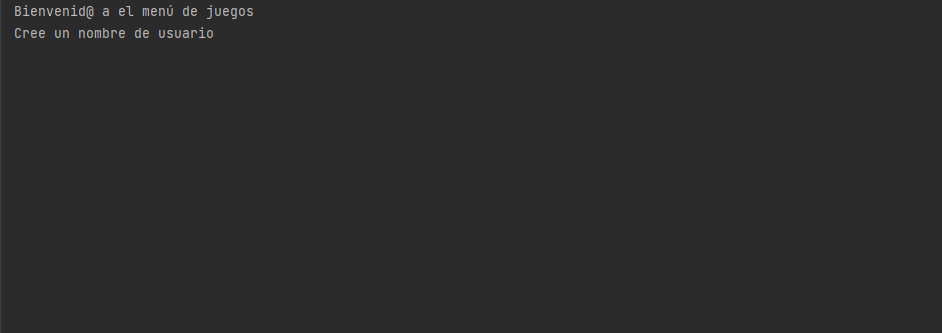 Bienvenid@ a el menú de juegos
Cree un nombre de usuario